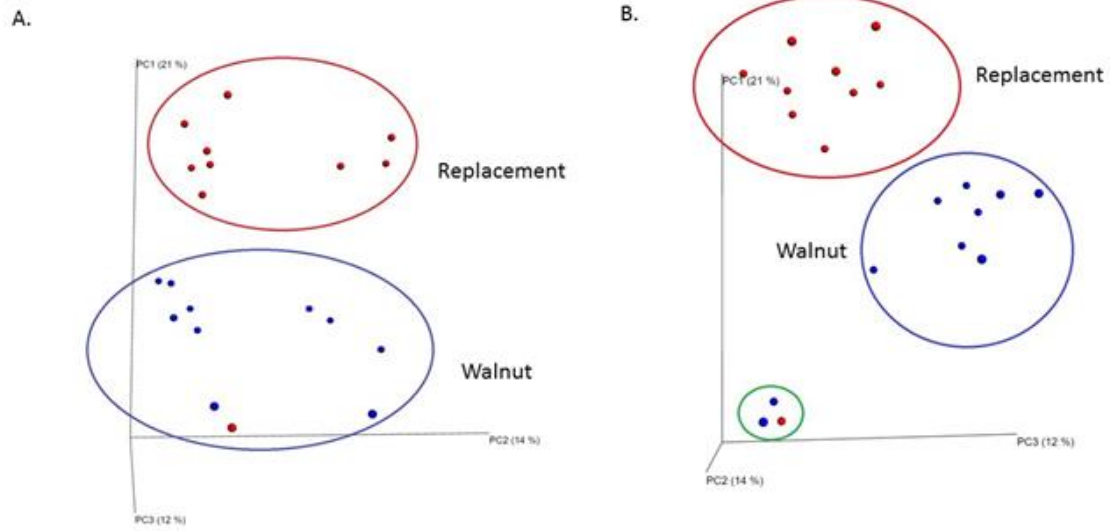 A.
PC1 (21 %)
Replacement
Walnut
PC2 (14 %)
PC3 (12 %)
B.
Replacement
PC1 (21 %)
Walnut
PC3 (12 %)
PC2 (14 %)